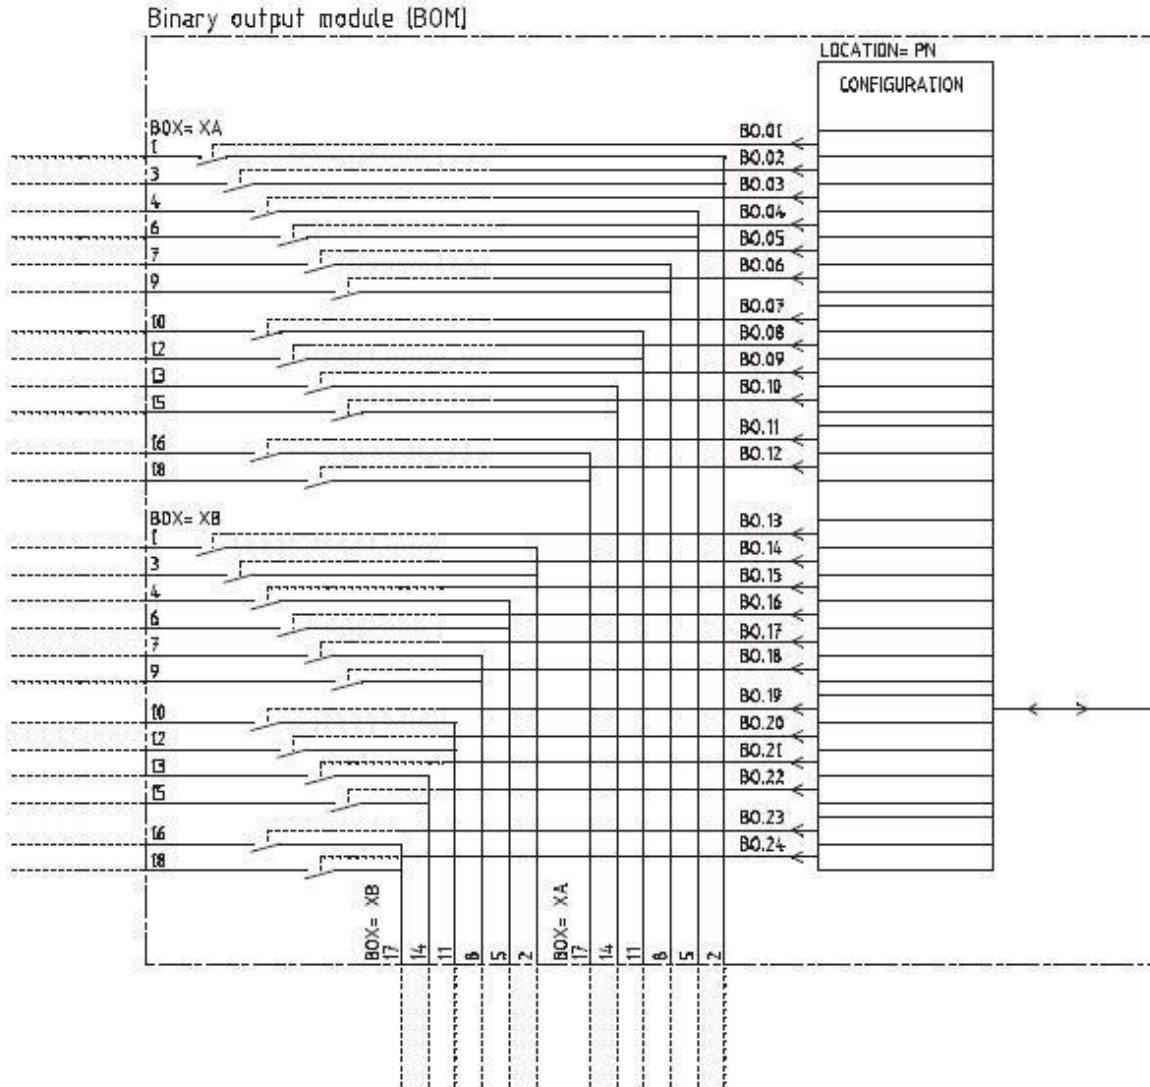 Binary output module (BOM)
LOCATION= PN
CONFIGURATION
BOX= XA
1
BO.01
BO.02
3
BO.03
4
BO.04
6
BO.05
7
BO.06
9
BO.07
10
BO.08
12
BO.09
13
BO.10
15
BO.11
16
BO.12
18
BOX= XB
BO.13
1
BO.14
3
BO.15
4
BO.16
6
BO.17
7
BO.18
9
BO.19
10
BO.20
12
BO.21
13
BO.22
15
BO.23
16
BO.24
18
BOX= XB
17
14
11
8
5
2
BOX= XA
17
14
11
8
5
2